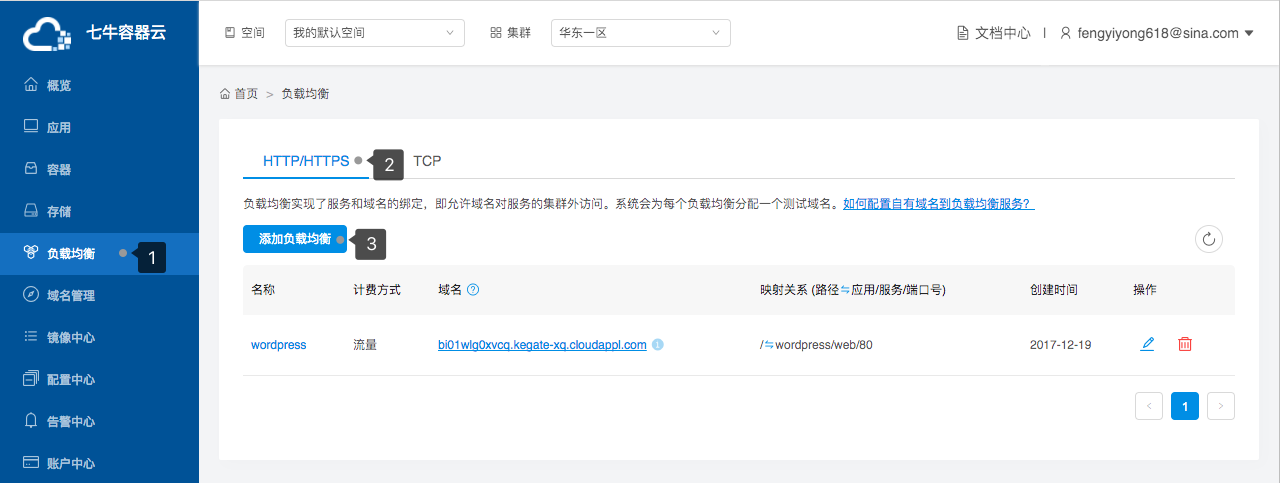 七牛容器云
空间 我的默认空间 集群 华东一区 文档中心 | fengyiyong618@sina.com
概览
应用
容器
存储
负载均衡 1
域名管理
镜像中心
配置中心
告警中心
账户中心
首页 > 负载均衡
HTTP/HTTPS 2 TCP
负载均衡实现了服务和域名的绑定，即允许域名对服务的集群外访问。系统会为每个负载均衡分配一个测试域名。如何配置自有域名到负载均衡服务？
添加负载均衡 3
名称 计费方式 域名 ? 映射关系 (路径⇋应用/服务/端口号) 创建时间 操作
wordpress 流量 bi01wlg0xvcq.kegate-xq.cloudappl.com /⇋wordpress/web/80 2017-12-19
< 1 >